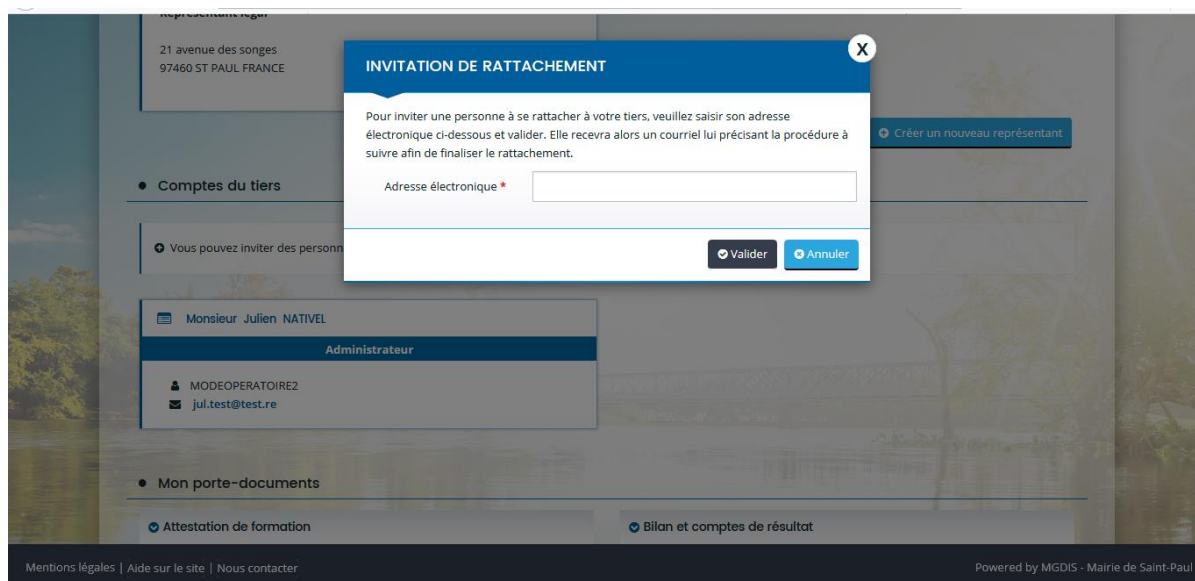 Représentant légal
21 avenue des songes
97460 ST PAUL FRANCE
INVITATION DE RATTACHEMENT
X
Pour inviter une personne à se rattacher à votre tiers, veuillez saisir son adresse
électronique ci-dessous et valider. Elle recevra alors un courriel lui précisant la procédure à
suivre afin de finaliser le rattachement.
Créer un nouveau représentant
Adresse électronique *
Comptes du tiers
Vous pouvez inviter des personn
Valider
Annuler
Monsieur Julien NATIVEL
Administrateur
MODEOPERATOIRE2
jul.test@test.re
Mon porte-documents
Attestation de formation
Bilan et comptes de résultat
Mentions légales | Aide sur le site | Nous contacter
Powered by MGDIS - Mairie de Saint-Paul